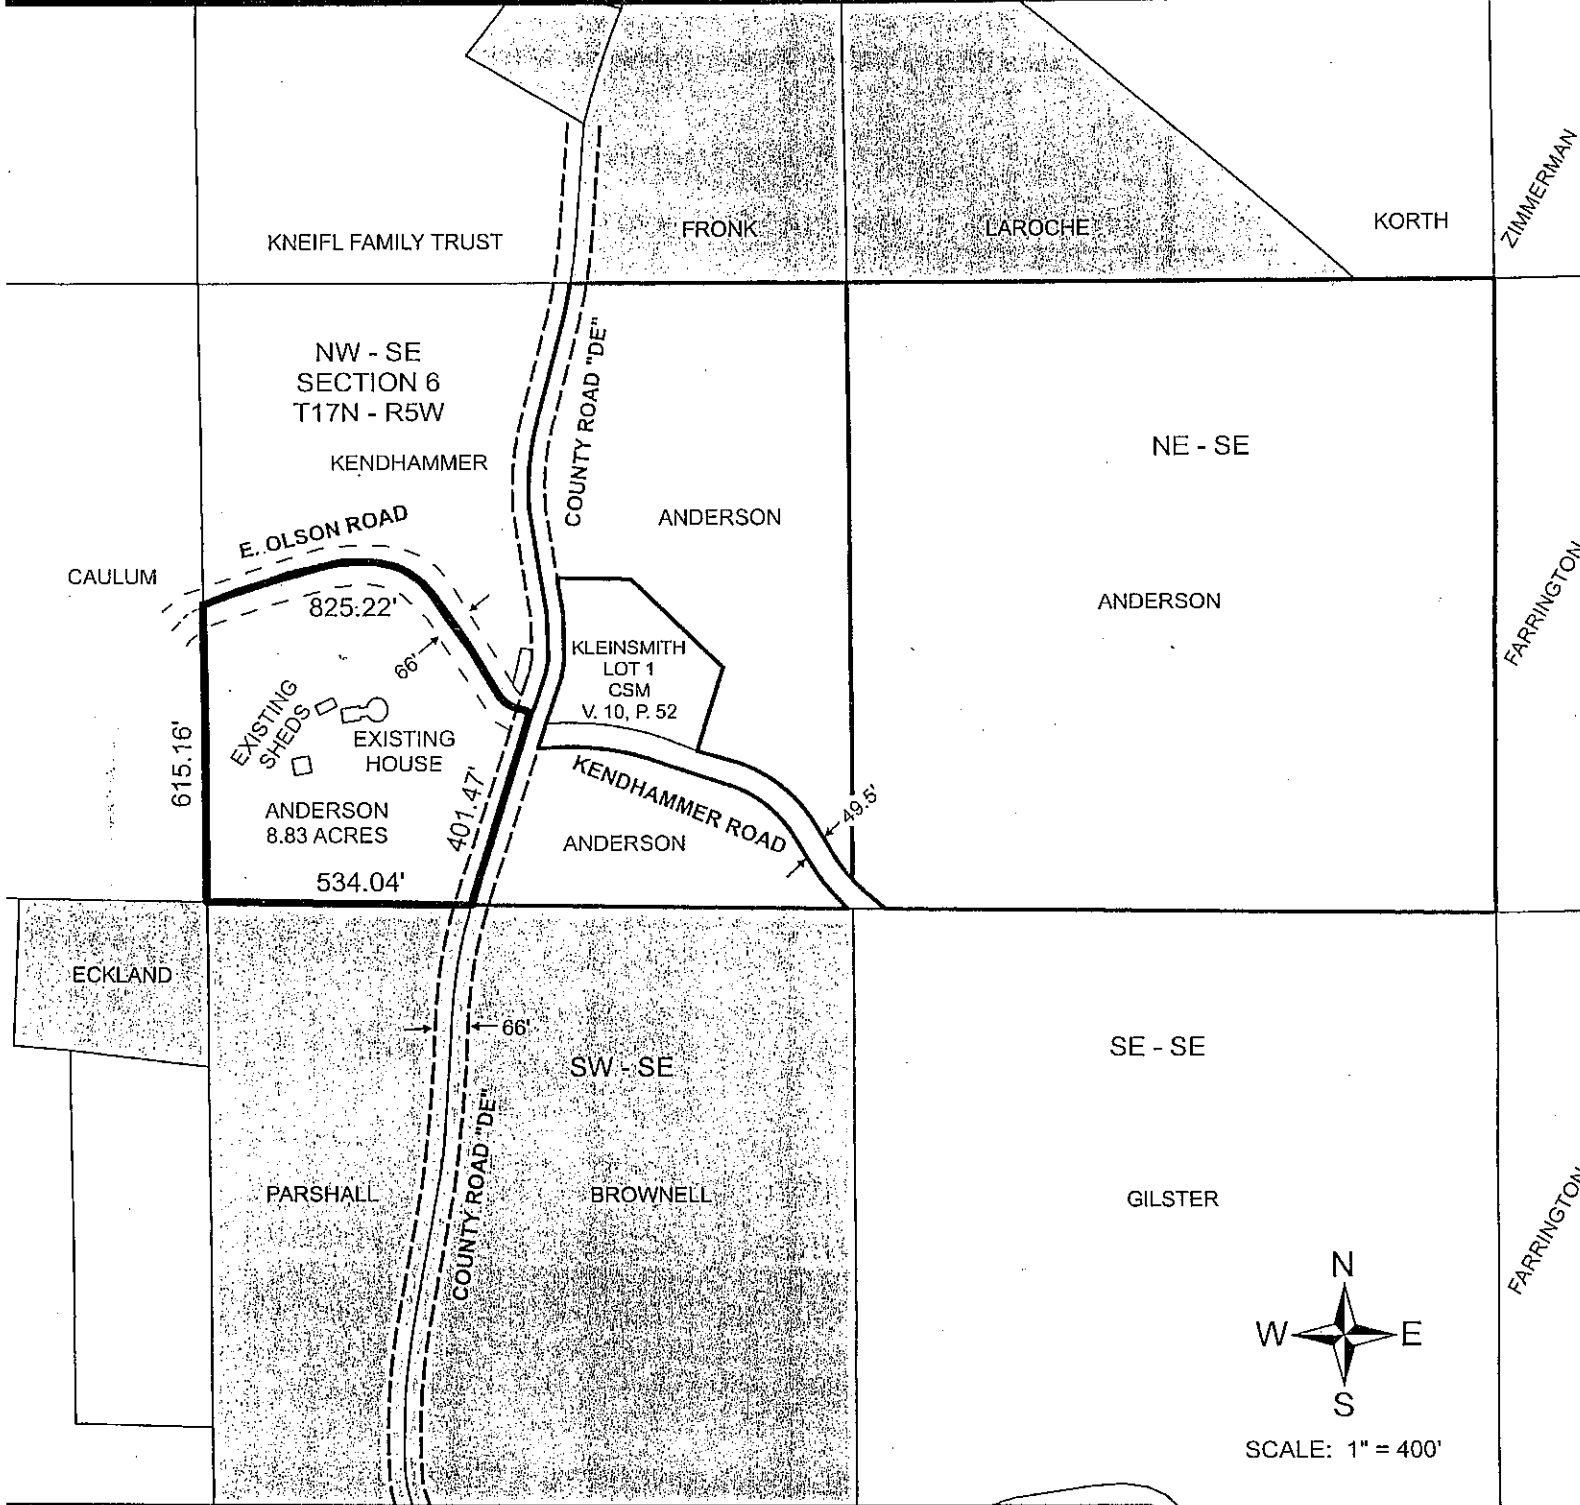 ZIMMERMAN
KORTH
FRONK
LAROCHE
KNEIFL FAMILY TRUST
NW - SE
SECTION 6
T17N - R5W
KENDHAMMER
COUNTY ROAD "DE"
NE - SE
ANDERSON
E. OLSON ROAD
CAULUM
825.22'
66'
ANDERSON
FARRINGTON
KLEINSMITH
LOT 1
CSM
V. 10, P. 52
EXISTING
SHEDS
EXISTING
HOUSE
615.16'
401.47'
KENDHAMMER ROAD
49.5'
ANDERSON
8.83 ACRES
ANDERSON
534.04'
ECKLAND
66'
SW - SE
SE - SE
COUNTY ROAD "DE"
PARSHALL
BROWNELL
GILSTER
FARRINGTON
N
W E
S
SCALE: 1" = 400'